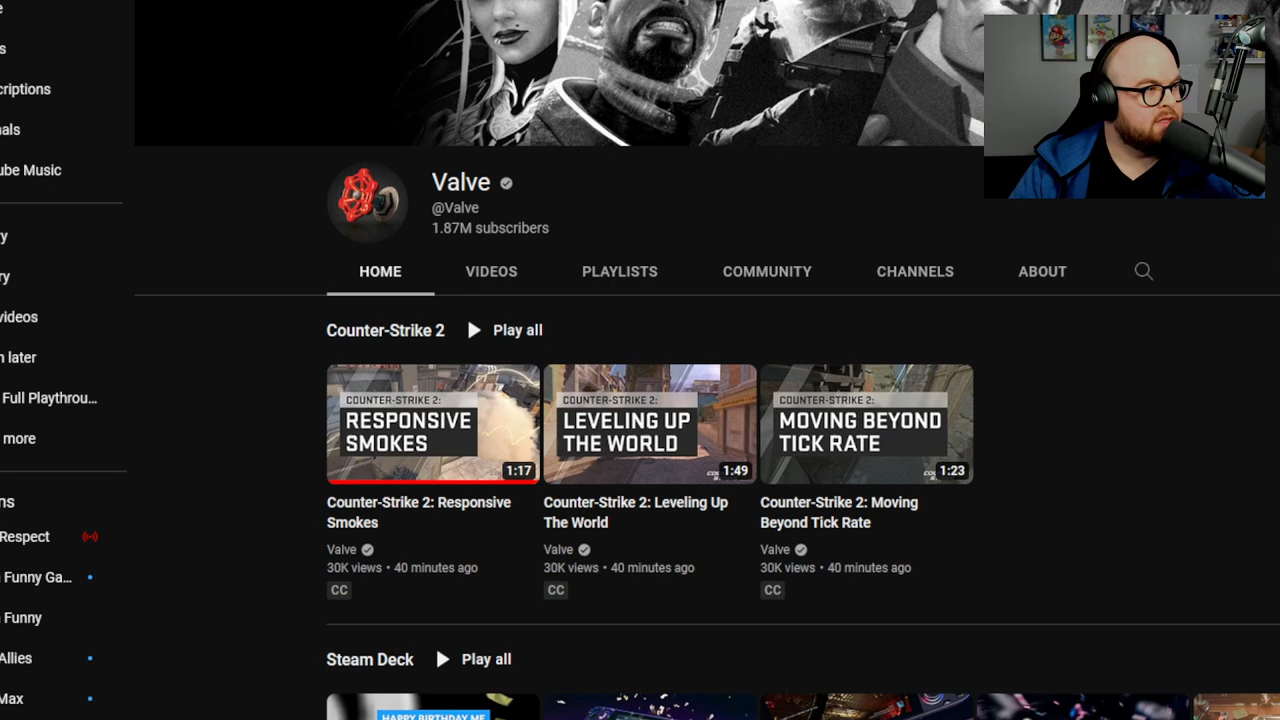 s
criptions
als
ube Music
ry
videos
n later
Full Playthrou...
more
ns
Respect
Funny Ga...
Funny
Allies
Max
Valve
@Valve
1.87M subscribers
HOME VIDEOS PLAYLISTS COMMUNITY CHANNELS ABOUT
Counter-Strike 2 Play all
COUNTER-STRIKE 2:
RESPONSIVE
SMOKES
1:17
Counter-Strike 2: Responsive
Smokes
Valve
30K views • 40 minutes ago
CC
COUNTER-STRIKE 2:
LEVELING UP
THE WORLD
1:49
Counter-Strike 2: Leveling Up
The World
Valve
30K views • 40 minutes ago
CC
COUNTER-STRIKE 2:
MOVING BEYOND
TICK RATE
1:23
Counter-Strike 2: Moving
Beyond Tick Rate
Valve
30K views • 40 minutes ago
CC
Steam Deck Play all
HAPPY BIRTHDAY ME